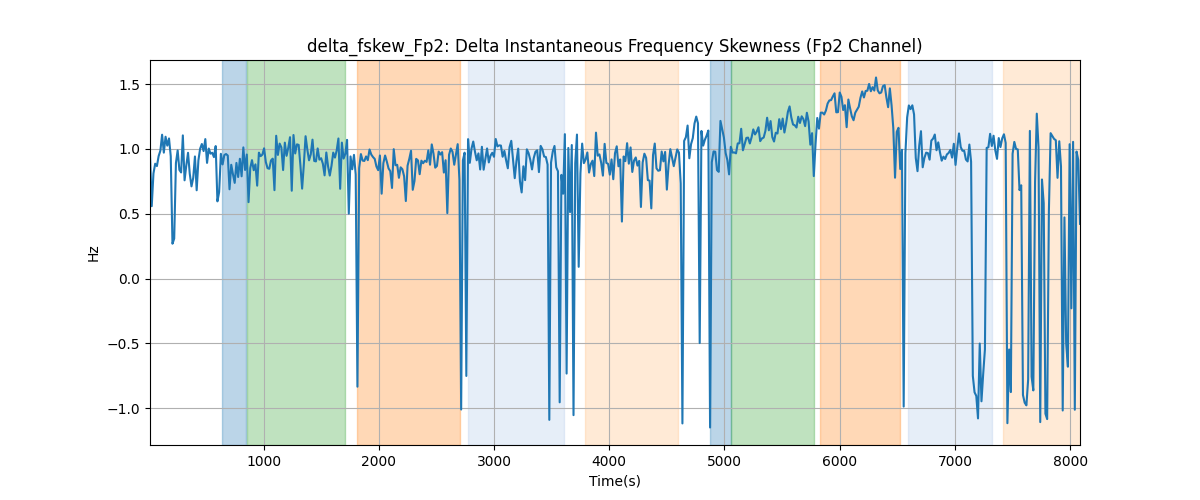 delta_fskew_Fp2: Delta Instantaneous Frequency Skewness (Fp2 Channel)
1.5
1.0
0.5
0.0
−0.5
−1.0
Hz
1000 2000 3000 4000 5000 6000 7000 8000
Time(s)